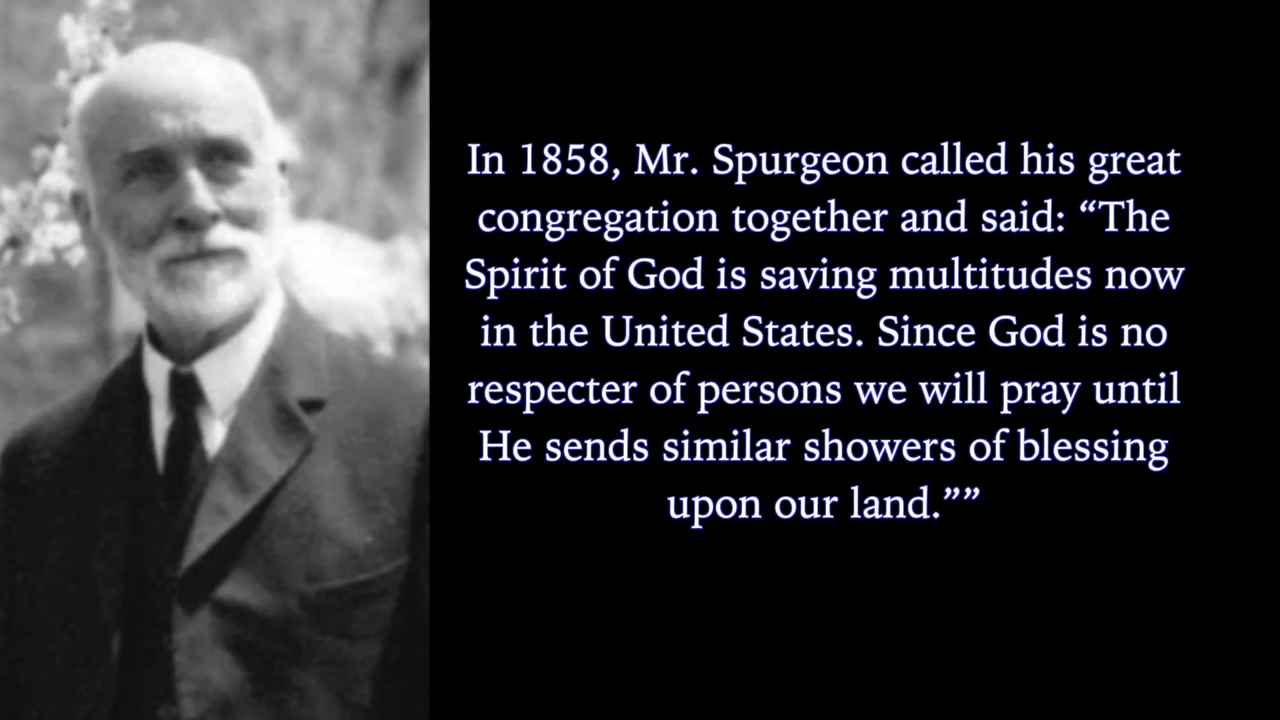 In 1858, Mr. Spurgeon called his great
congregation together and said: “The
Spirit of God is saving multitudes now
in the United States. Since God is no
respecter of persons we will pray until
He sends similar showers of blessing
upon our land.””